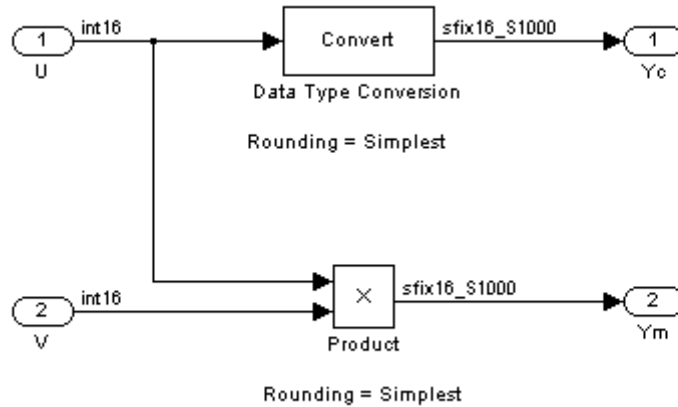 int16
1
U
Convert
Data Type Conversion
sfix16_S1000
1
Yc
Rounding = Simplest
int16
2
V
×
Product
sfix16_S1000
2
Ym
Rounding = Simplest